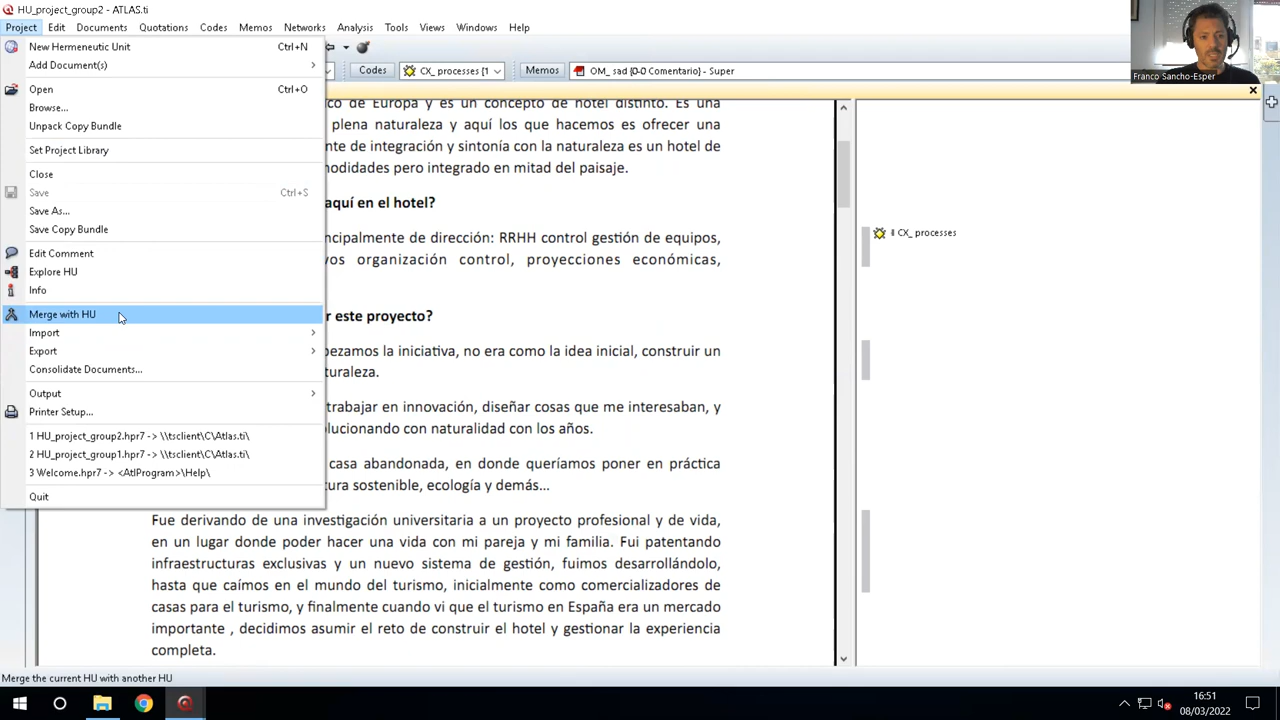 HU_project_group2 - ATLAS.ti
Project Edit Documents Quotations Codes Memos Networks Analysis Tools Views Windows Help
New Hermeneutic Unit Ctrl+N
Add Document(s)
Open Ctrl+O
Browse...
Unpack Copy Bundle
Set Project Library
Close
Save Ctrl+S
Save As...
Save Copy Bundle
Edit Comment
Explore HU
Info
Merge with HU
Import
Export
Consolidate Documents...
Output
Printer Setup...
1 HU_project_group2.hpr7 -> \\tsclient\C\Atlas.ti\
2 HU_project_group1.hpr7 -> \\tsclient\C\Atlas.ti\
3 Welcome.hpr7 -> <AtlProgram>\Help\
Quit
Codes CX_ processes {1 Memos OM_ sad {0-0 Comentario} - Super
Franco Sancho-Esper
co de Europa y es un concepto de hotel distinto. Es una
plena naturaleza y aquí los que hacemos es ofrecer una
nte de integración y sintonía con la naturaleza es un hotel de
modidades pero integrado en mitad del paisaje.
aquí en el hotel?
ncipalmente de dirección: RRHH control gestión de equipos,
vos organización control, proyecciones económicas,
r este proyecto?
pezamos la iniciativa, no era como la idea inicial, construir un
turaleza.
trabajar en innovación, diseñar cosas que me interesaban, y
olucionando con naturalidad con los años.
casa abandonada, en donde queríamos poner en práctica
tura sostenible, ecología y demás...
Fue derivando de una investigación universitaria a un proyecto profesional y de vida,
en un lugar donde poder hacer una vida con mi pareja y mi familia. Fui patentando
infraestructuras exclusivas y un nuevo sistema de gestión, fuimos desarrollándolo,
hasta que caímos en el mundo del turismo, inicialmente como comercializadores de
casas para el turismo, y finalmente cuando vi que el turismo en España era un mercado
importante , decidimos asumir el reto de construir el hotel y gestionar la experiencia
completa.
CX_ processes
Merge the current HU with another HU
16:51
08/03/2022